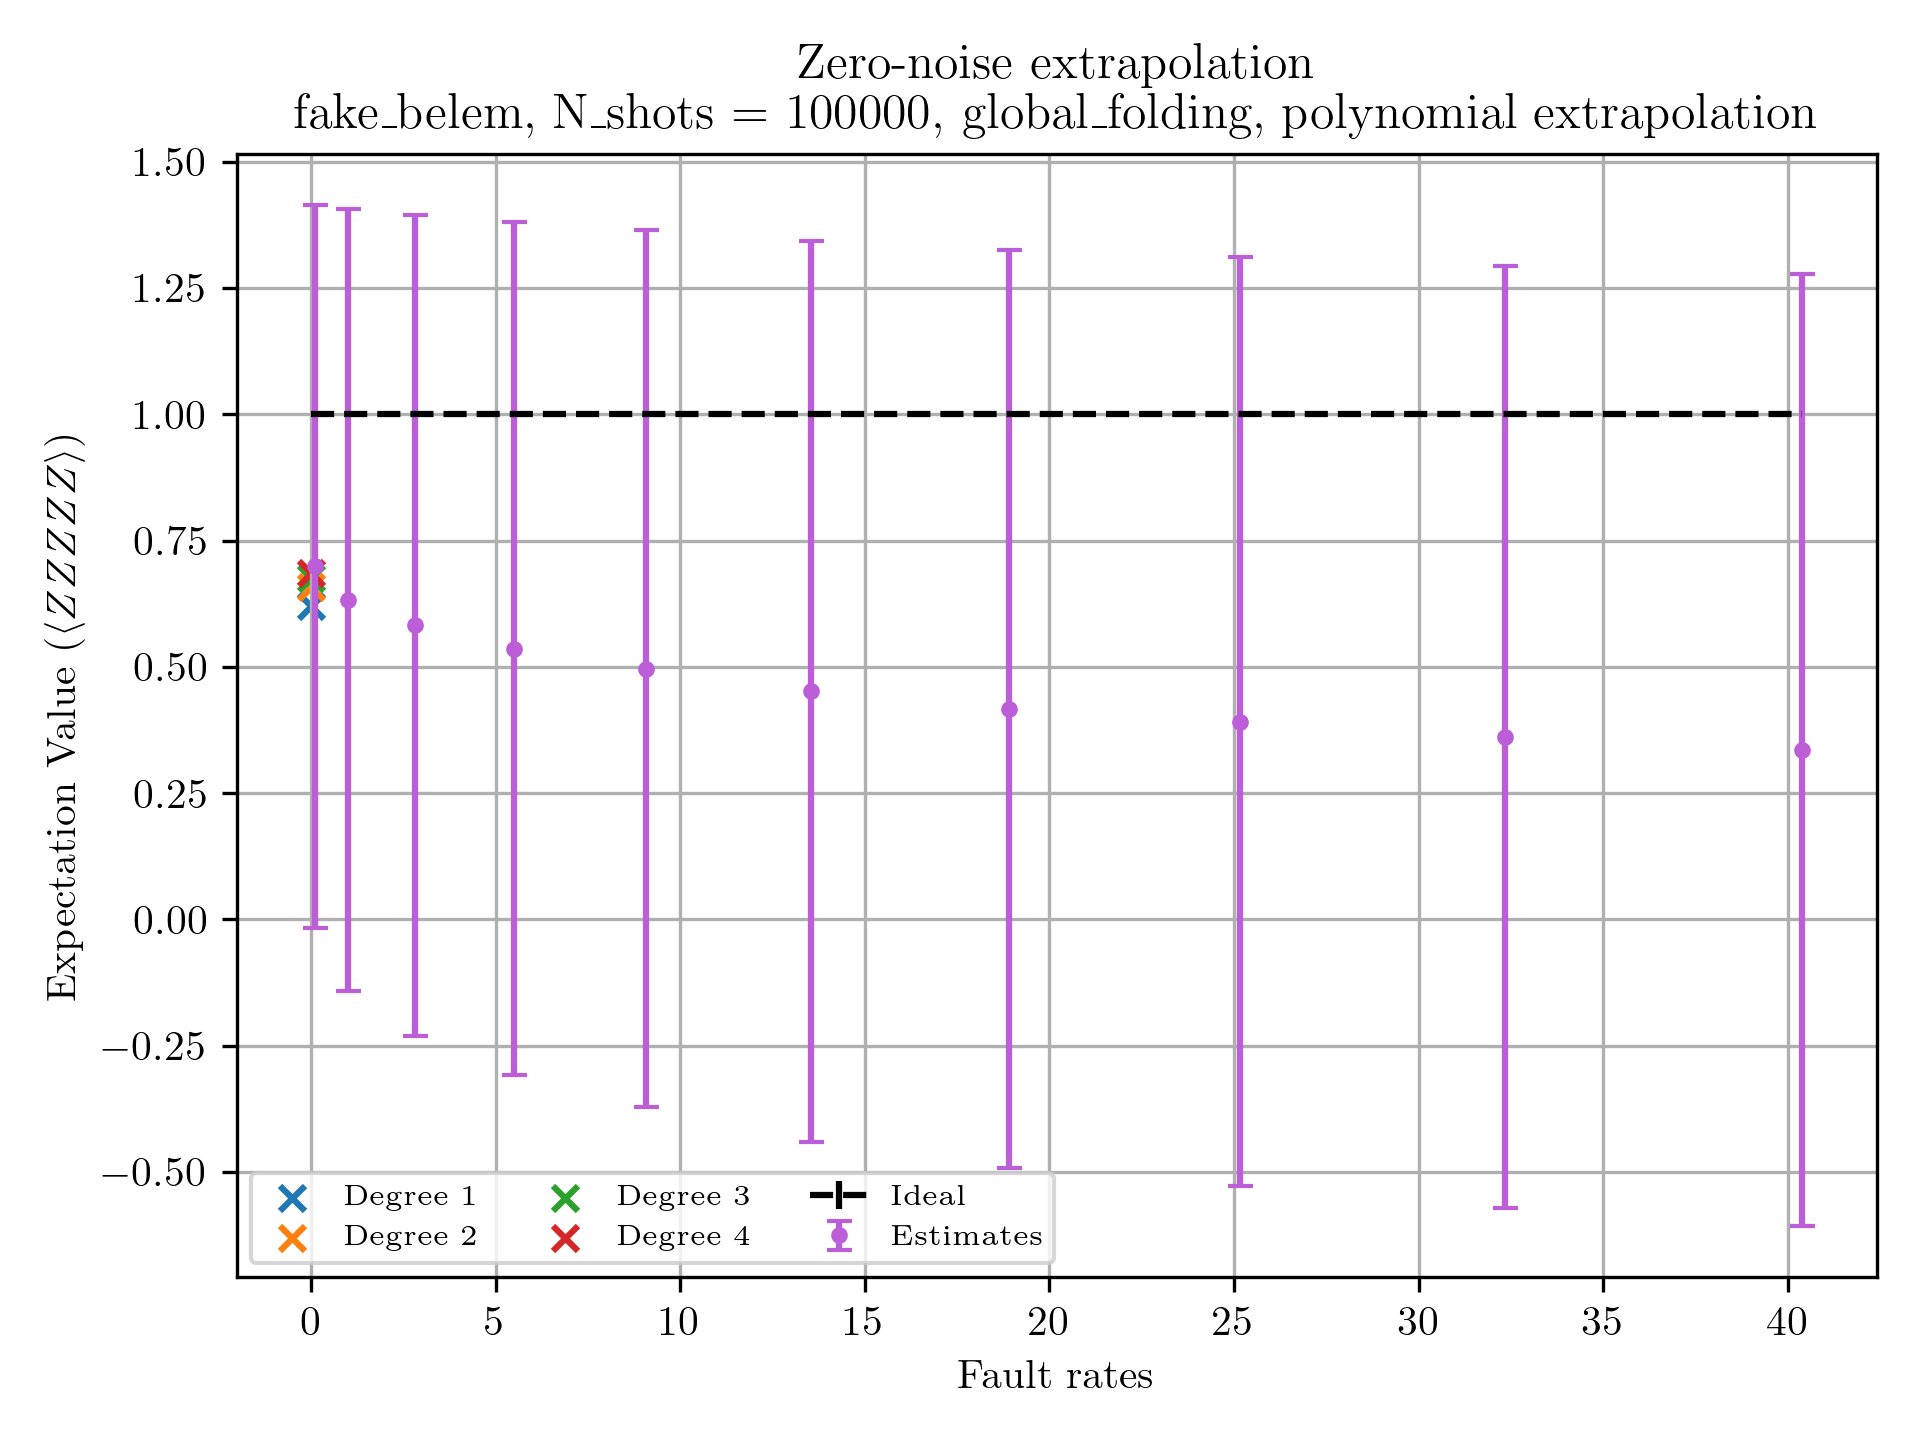 Zero-noise extrapolation
fake_belem, N_shots = 100000, global_folding, polynomial extrapolation
1.50
1.25
1.00
0.75
0.50
0.25
0.00
−0.25
−0.50
Expectation Value (⟨ZZZZZ⟩)
Degree 1
Degree 2
Degree 3
Degree 4
Ideal
Estimates
0 5 10 15 20 25 30 35 40
Fault rates